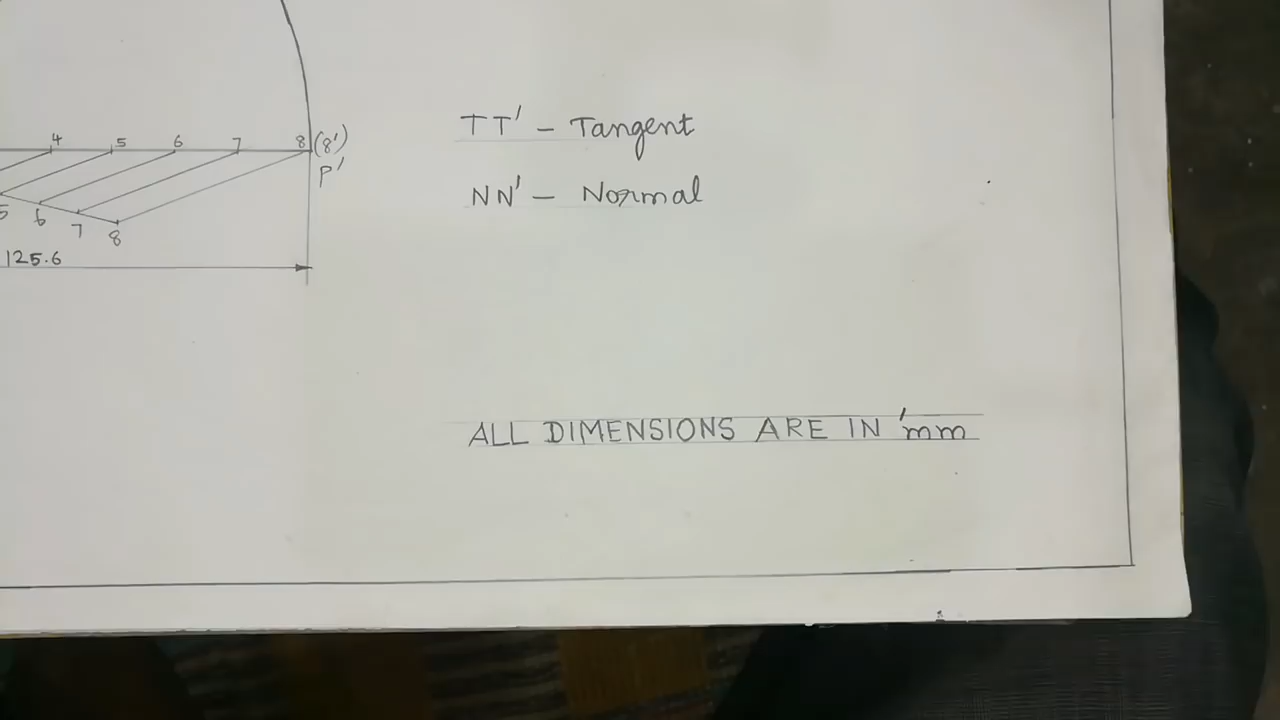 4 5 6 7 8 (8')
P'
5 6 7 8
125.6
TT' - Tangent
NN' - Normal
ALL DIMENSIONS ARE IN 'mm